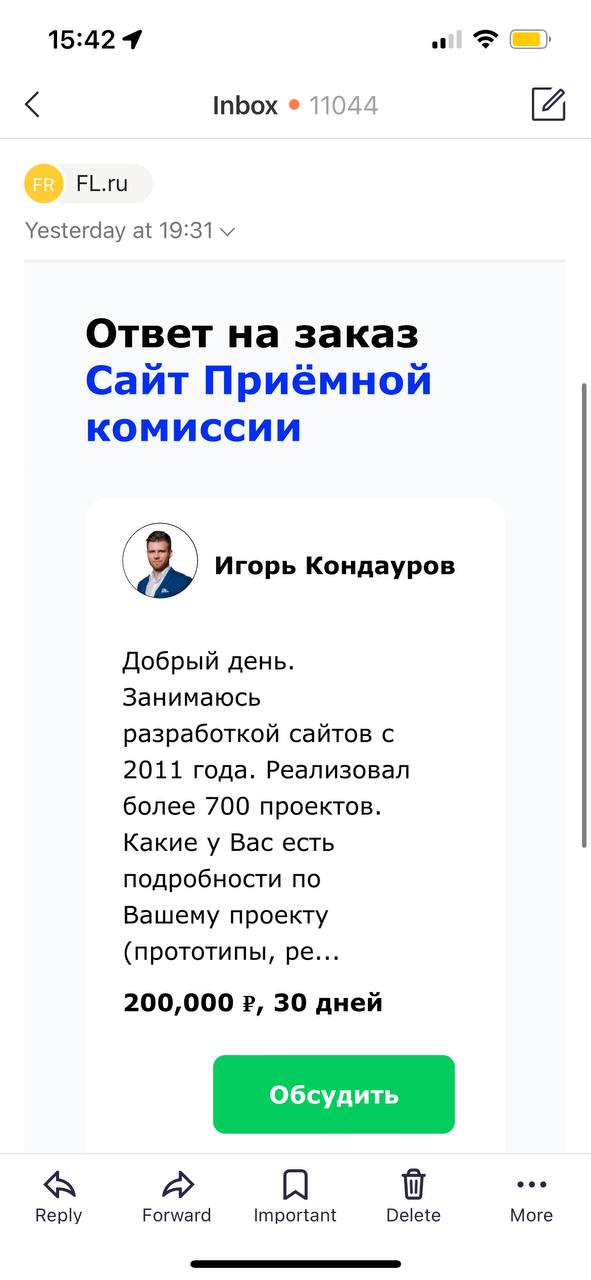 15:42
Inbox • 11044
FR FL.ru
Yesterday at 19:31
Ответ на заказ
Сайт Приёмной
комиссии
Игорь Кондауров
Добрый день.
Занимаюсь
разработкой сайтов с
2011 года. Реализовал
более 700 проектов.
Какие у Вас есть
подробности по
Вашему проекту
(прототипы, ре...
200,000 ₽, 30 дней
Обсудить
Reply Forward Important Delete More